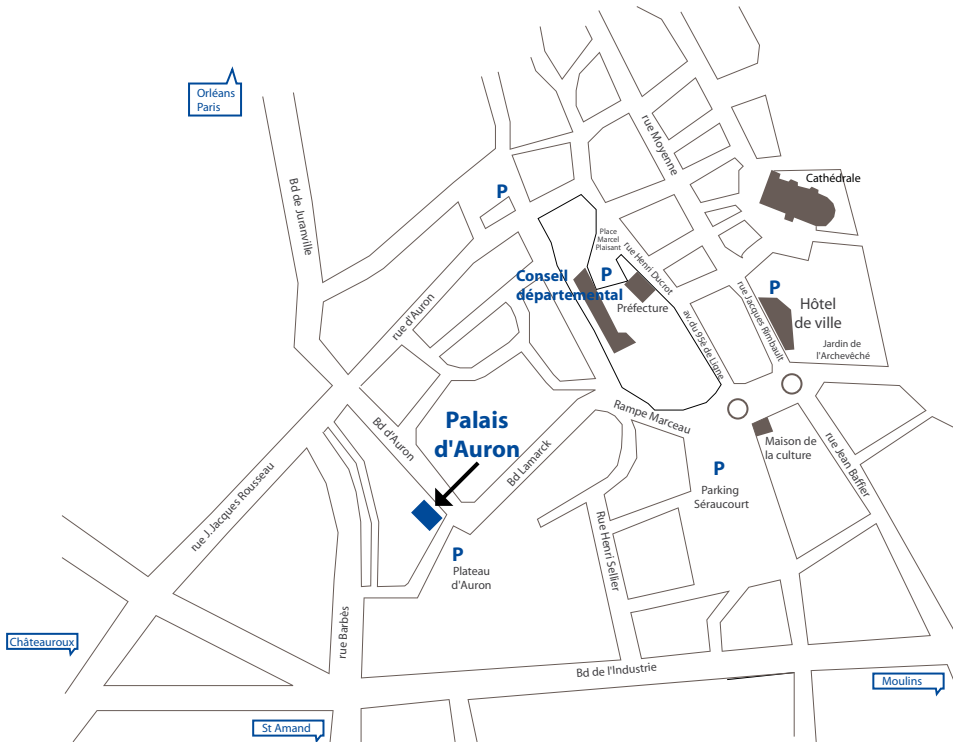 Orléans
Paris
rue Moyenne
Cathédrale
Bd de Juranville
P
Place
Marcel
Plaisant
rue Henri Ducrot
Conseil
départemental
P
Préfecture
rue Jacques Rimbault
P
Hôtel
de ville
Jardin de
l'Archevêché
rue d'Auron
av. du 95è de Ligne
Rampe Marceau
Palais
d'Auron
Bd d'Auron
Bd Lamarck
Maison de
la culture
rue Jean Baffier
P
Parking
Séraucourt
rue J. Jacques Rousseau
Rue Henri Sellier
P
Plateau
d'Auron
rue Barbès
Châteauroux
Bd de l'Industrie
Moulins
St Amand